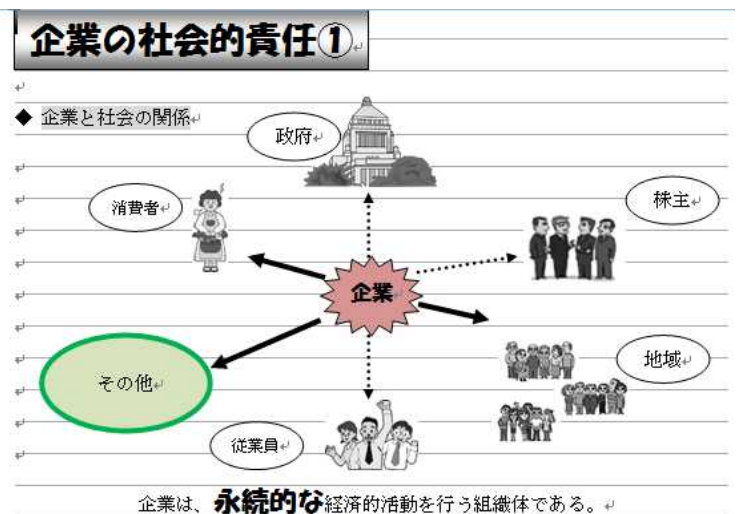 企業の社会的責任①
◆ 企業と社会の関係
政府
消費者
株主
企業
その他
地域
従業員
企業は、永続的な経済的活動を行う組織体である。